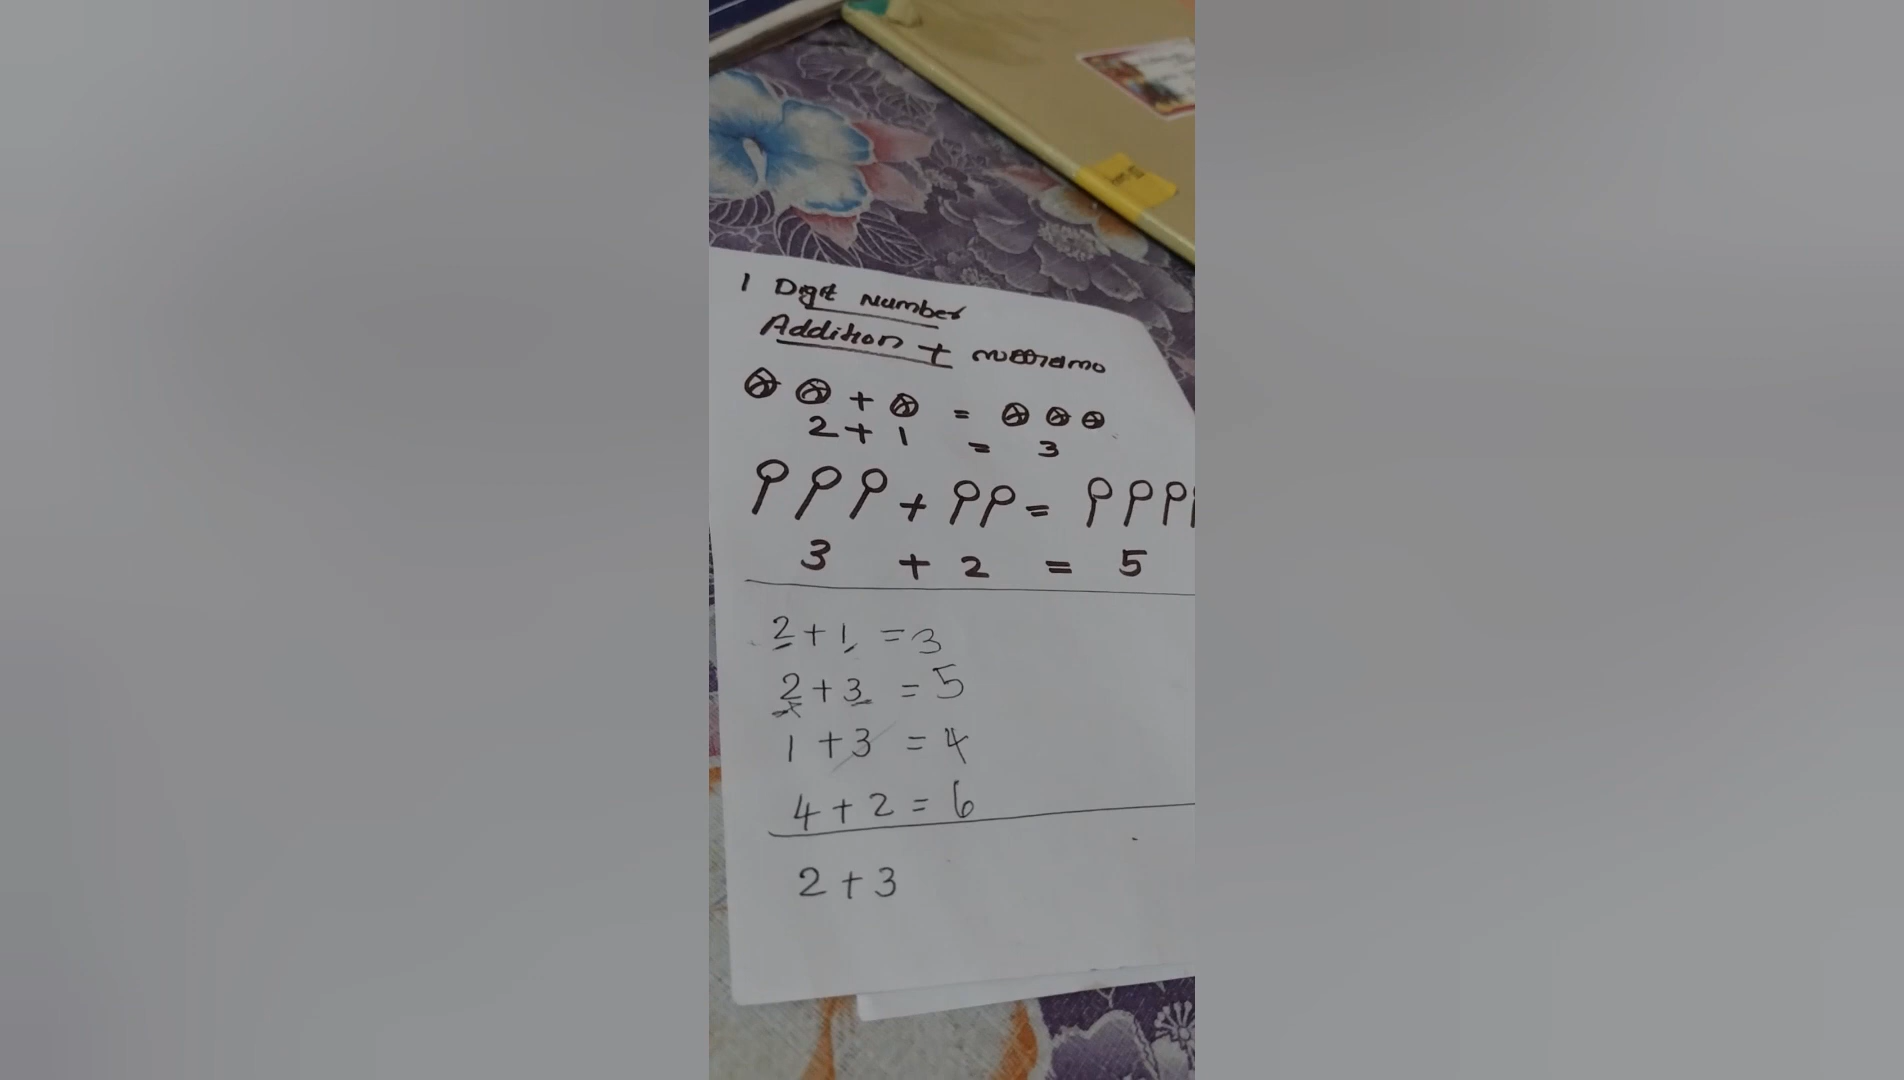 1 Digit Number
Addition +
+ =
2 + 1 = 3
+ =
3 + 2 = 5
2 + 1 = 3
2 + 3 = 5
1 + 3 = 4
4 + 2 = 6
2 + 3